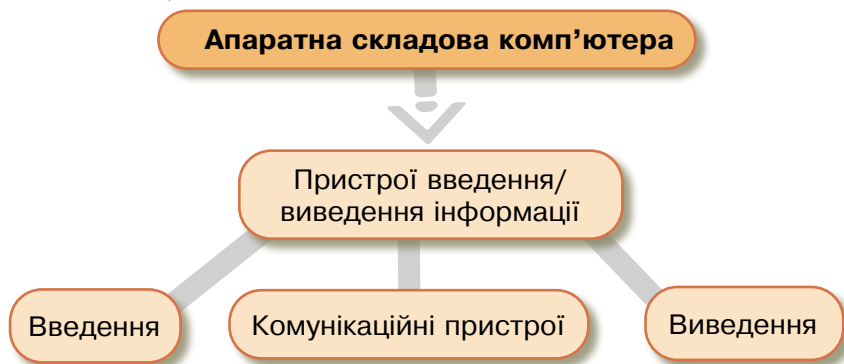 Апаратна складова комп’ютера
Пристрої введення/
виведення інформації
Введення
Комунікаційні пристрої
Виведення